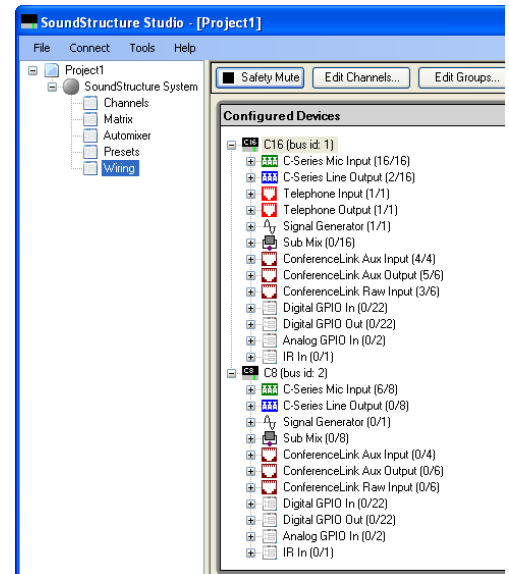 SoundStructure Studio - [Project1]
File Connect Tools Help
Project1
SoundStructure System
Channels
Matrix
Automixer
Presets
Wiring
Safety Mute Edit Channels... Edit Groups...
Configured Devices
C16 C16 (bus id: 1)
C-Series Mic Input (16/16)
C-Series Line Output (2/16)
Telephone Input (1/1)
Telephone Output (1/1)
Signal Generator (1/1)
Sub Mix (0/16)
ConferenceLink Aux Input (4/4)
ConferenceLink Aux Output (5/6)
ConferenceLink Raw Input (3/6)
Digital GPIO In (0/22)
Digital GPIO Out (0/22)
Analog GPIO In (0/2)
IR In (0/1)
C8 C8 (bus id: 2)
C-Series Mic Input (6/8)
C-Series Line Output (0/8)
Signal Generator (0/1)
Sub Mix (0/8)
ConferenceLink Aux Input (0/4)
ConferenceLink Aux Output (0/6)
ConferenceLink Raw Input (0/6)
Digital GPIO In (0/22)
Digital GPIO Out (0/22)
Analog GPIO In (0/2)
IR In (0/1)